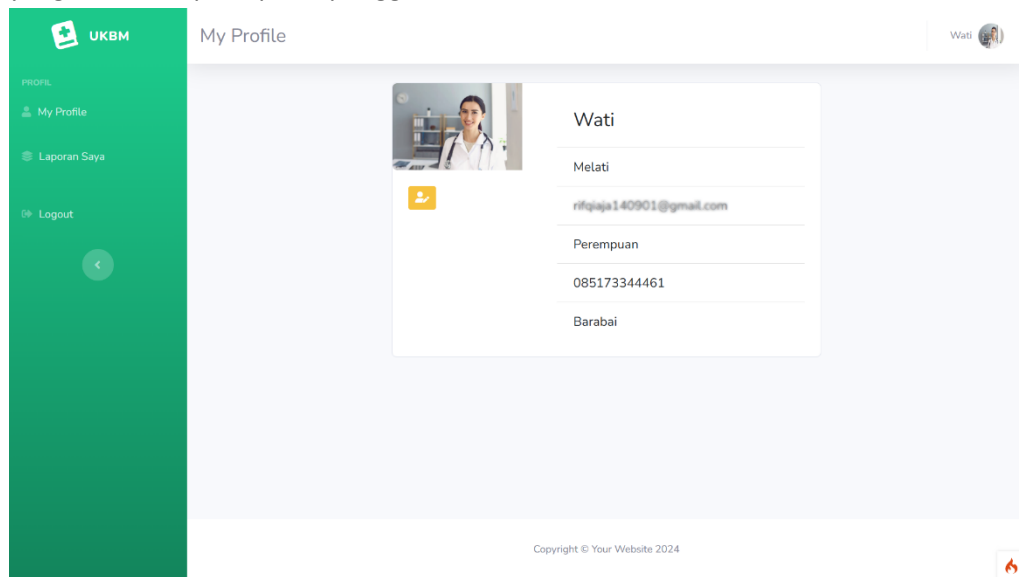 UKBM
My Profile
Wati
PROFIL
My Profile
Laporan Saya
Logout
Wati
Melati
Perempuan
085173344461
Barabai
Copyright © Your Website 2024